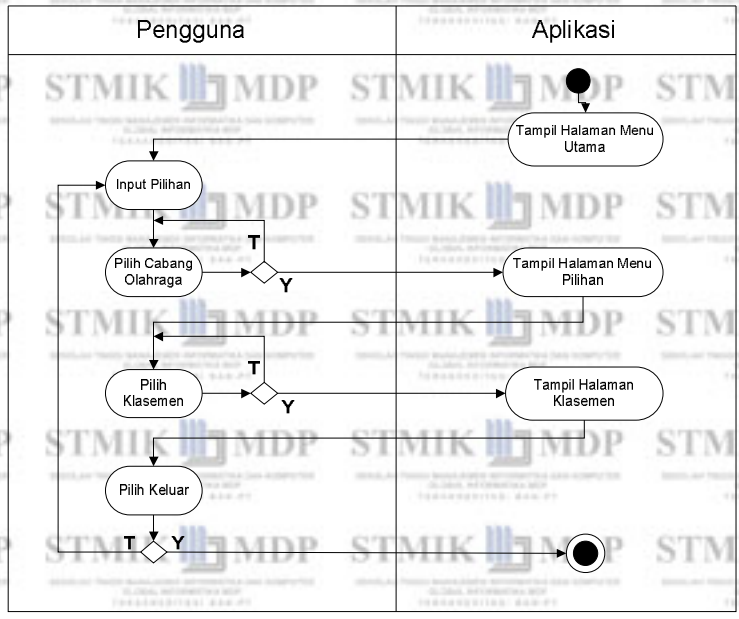 Pengguna
Aplikasi
Tampil Halaman Menu
Utama
Input Pilihan
T
Pilih Cabang
Olahraga
Y
Tampil Halaman Menu
Pilihan
T
Pilih
Klasemen
Y
Tampil Halaman
Klasemen
Pilih Keluar
T
Y
STMIK MDP